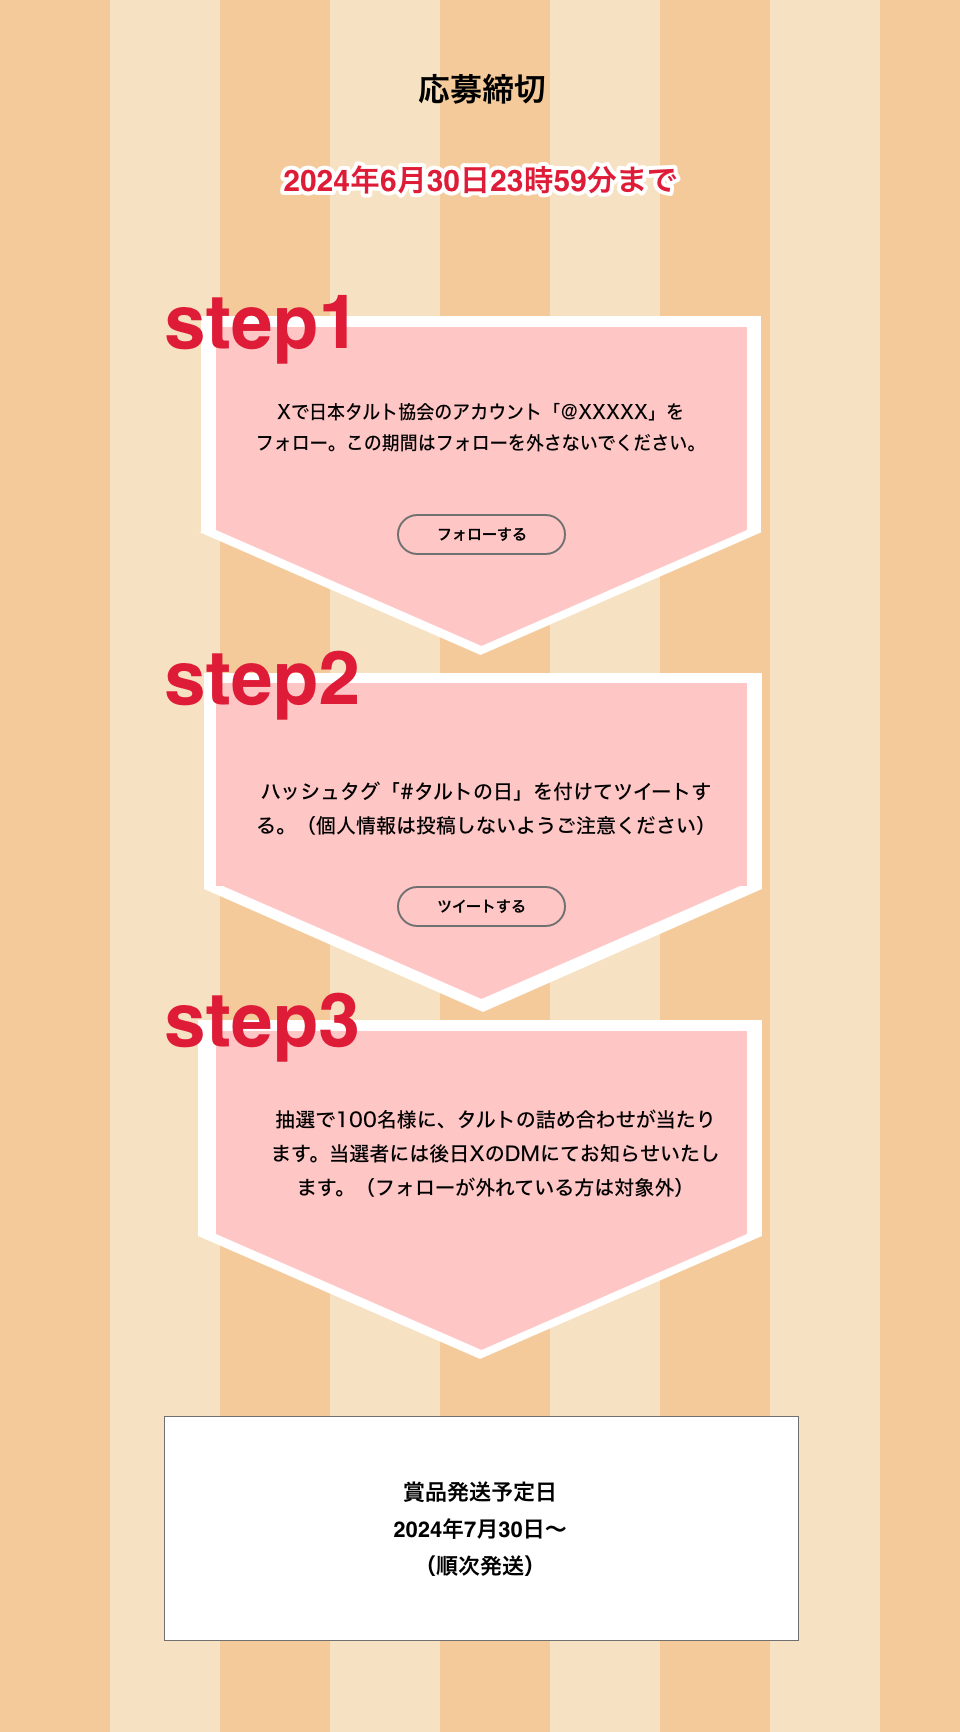 応募締切
2024年6月30日23時59分まで
step1
Xで日本タルト協会のアカウント「@XXXXX」を
フォロー。この期間はフォローを外さないでください。
フォローする
step2
ハッシュタグ「#タルトの日」を付けてツイートす
る。（個人情報は投稿しないようご注意ください）
ツイートする
step3
抽選で100名様に、タルトの詰め合わせが当たり
ます。当選者には後日XのDMにてお知らせいたし
ます。（フォローが外れている方は対象外）
賞品発送予定日
2024年7月30日〜
（順次発送）